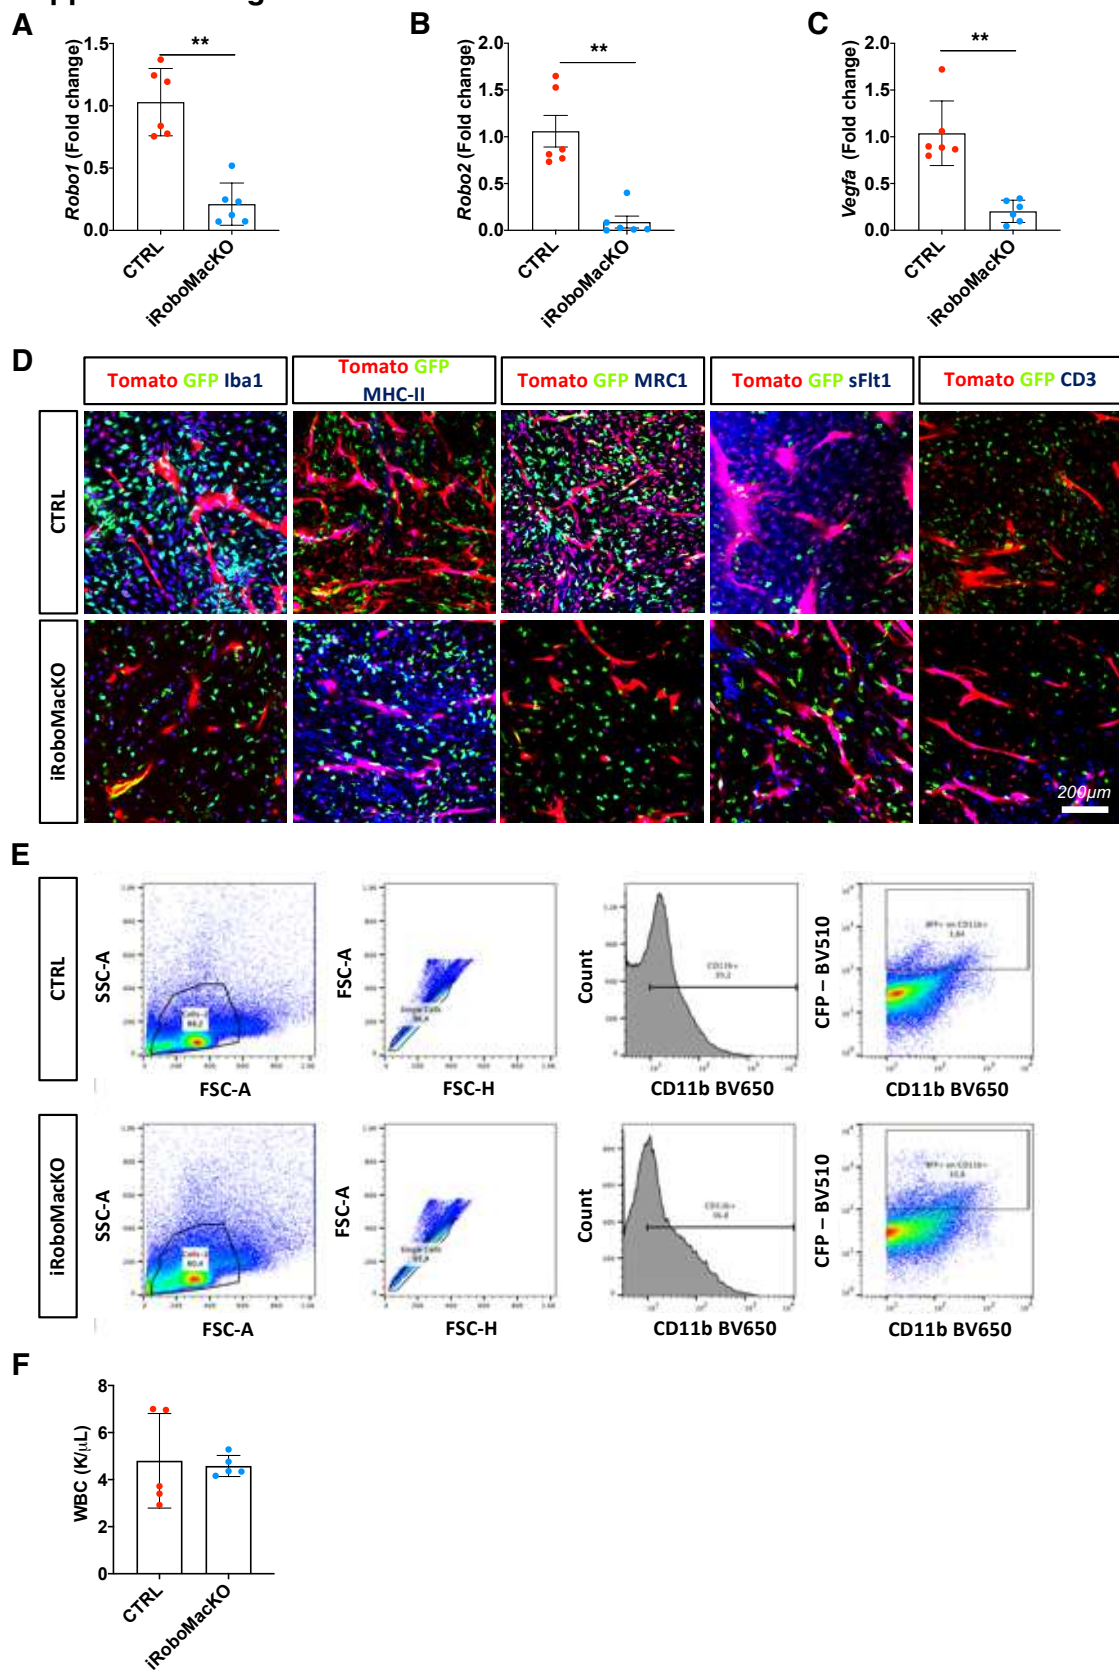 A
B
C
Robo1 (Fold change)
1.5
1.0
0.5
0.0
**
CTRL
iRoboMacKO
Robo2 (Fold change)
2.0
1.5
1.0
0.5
0.0
**
CTRL
iRoboMacKO
Vegfa (Fold change)
2.0
1.5
1.0
0.5
0.0
**
CTRL
iRoboMacKO
D
Tomato GFP Iba1
Tomato GFP
MHC-II
Tomato GFP MRC1
Tomato GFP sFlt1
Tomato GFP CD3
CTRL
iRoboMacKO
200µm
E
CTRL
SSC-A
FSC-A
FSC-A
FSC-H
Count
CD11b BV650
CFP – BV510
CD11b BV650
iRoboMacKO
SSC-A
FSC-A
FSC-A
FSC-H
Count
CD11b BV650
CFP – BV510
CD11b BV650
F
WBC (K/µL)
8
6
4
2
0
CTRL
iRoboMacKO